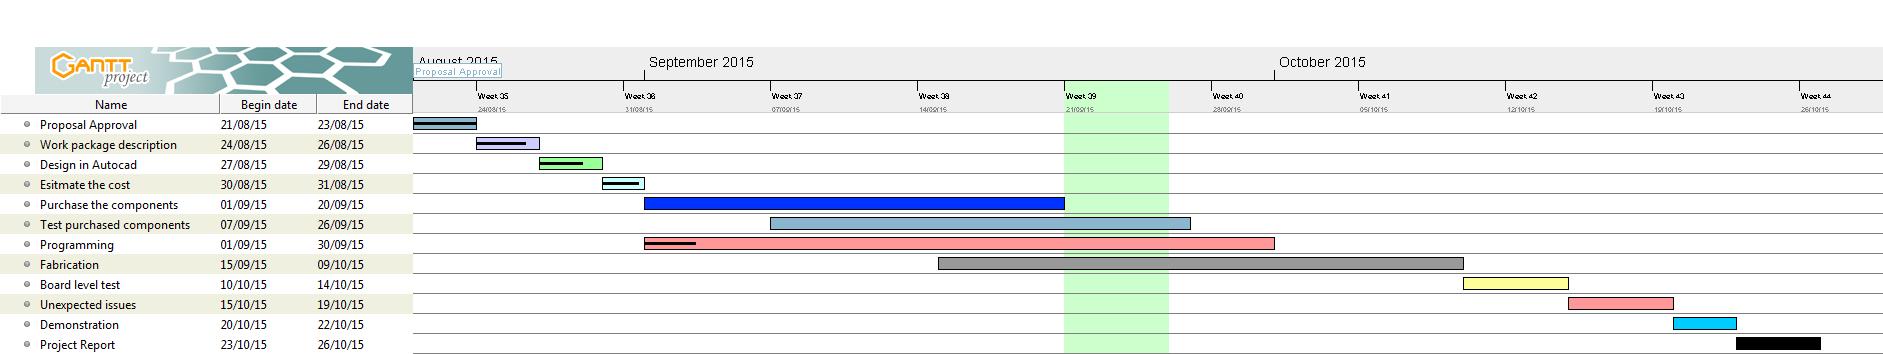 GANTT
project
August 2015 September 2015 October 2015
Proposal Approval
Week 35 Week 36 Week 37 Week 38 Week 39 Week 40 Week 41 Week 42 Week 43 Week 44
24/08/15 31/08/15 07/09/15 14/09/15 21/09/15 28/09/15 05/10/15 12/10/15 19/10/15 26/10/15
Name Begin date End date
Proposal Approval 21/08/15 23/08/15
Work package description 24/08/15 26/08/15
Design in Autocad 27/08/15 29/08/15
Esitmate the cost 30/08/15 31/08/15
Purchase the components 01/09/15 20/09/15
Test purchased components 07/09/15 26/09/15
Programming 01/09/15 30/09/15
Fabrication 15/09/15 09/10/15
Board level test 10/10/15 14/10/15
Unexpected issues 15/10/15 19/10/15
Demonstration 20/10/15 22/10/15
Project Report 23/10/15 26/10/15